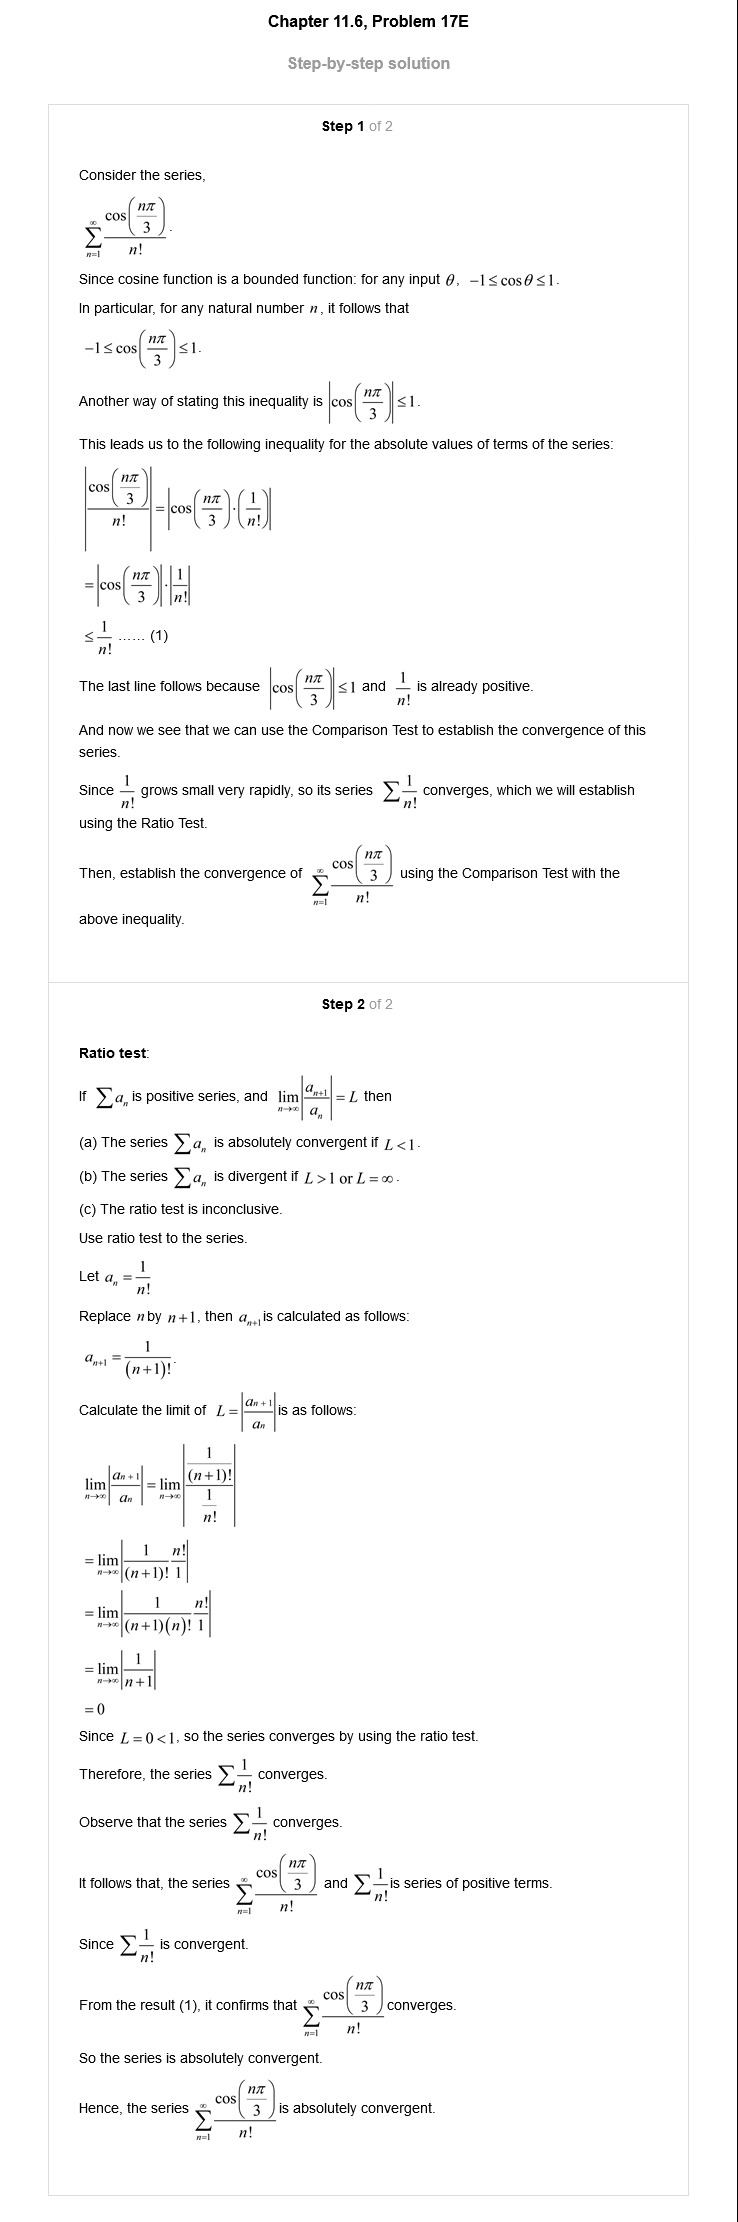 Chapter 11.6, Problem 17E
Step-by-step solution
Step 1 of 2
Consider the series,
\sum_{n=1}^{\infty} \frac{\cos\left(\frac{n\pi}{3}\right)}{n!}.
Since cosine function is a bounded function: for any input θ, −1 ≤ cos θ ≤ 1.
In particular, for any natural number n, it follows that
-1 \le \cos\left(\frac{n\pi}{3}\right) \le 1.
Another way of stating this inequality is \left|\cos\left(\frac{n\pi}{3}\right)\right| \le 1.
This leads us to the following inequality for the absolute values of terms of the series:
\left|\frac{\cos\left(\frac{n\pi}{3}\right)}{n!}\right| = \left|\cos\left(\frac{n\pi}{3}\right)\cdot\left(\frac{1}{n!}\right)\right|
= \left|\cos\left(\frac{n\pi}{3}\right)\right|\cdot\left|\frac{1}{n!}\right|
\le \frac{1}{n!} ...... (1)
The last line follows because \left|\cos\left(\frac{n\pi}{3}\right)\right| \le 1 and \frac{1}{n!} is already positive.
And now we see that we can use the Comparison Test to establish the convergence of this
series.
Since \frac{1}{n!} grows small very rapidly, so its series \sum \frac{1}{n!} converges, which we will establish
using the Ratio Test.
Then, establish the convergence of \sum_{n=1}^{\infty} \frac{\cos\left(\frac{n\pi}{3}\right)}{n!} using the Comparison Test with the
above inequality.
Step 2 of 2
Ratio test:
If \sum a_n is positive series, and \lim_{n\to\infty} \left|\frac{a_{n+1}}{a_n}\right| = L then
(a) The series \sum a_n is absolutely convergent if L < 1.
(b) The series \sum a_n is divergent if L > 1 or L = ∞.
(c) The ratio test is inconclusive.
Use ratio test to the series.
Let a_n = \frac{1}{n!}
Replace n by n+1, then a_{n+1} is calculated as follows:
a_{n+1} = \frac{1}{(n+1)!}.
Calculate the limit of L = \left|\frac{a_{n+1}}{a_n}\right| is as follows:
\lim_{n\to\infty} \left|\frac{a_{n+1}}{a_n}\right| = \lim_{n\to\infty} \left|\frac{\frac{1}{(n+1)!}}{\frac{1}{n!}}\right|
= \lim_{n\to\infty} \left|\frac{1}{(n+1)!}\frac{n!}{1}\right|
= \lim_{n\to\infty} \left|\frac{1}{(n+1)(n)!}\frac{n!}{1}\right|
= \lim_{n\to\infty} \left|\frac{1}{n+1}\right|
= 0
Since L = 0 < 1, so the series converges by using the ratio test.
Therefore, the series \sum \frac{1}{n!} converges.
Observe that the series \sum \frac{1}{n!} converges.
It follows that, the series \sum_{n=1}^{\infty} \frac{\cos\left(\frac{n\pi}{3}\right)}{n!} and \sum \frac{1}{n!} is series of positive terms.
Since \sum \frac{1}{n!} is convergent.
From the result (1), it confirms that \sum_{n=1}^{\infty} \frac{\cos\left(\frac{n\pi}{3}\right)}{n!} converges.
So the series is absolutely convergent.
Hence, the series \sum_{n=1}^{\infty} \frac{\cos\left(\frac{n\pi}{3}\right)}{n!} is absolutely convergent.